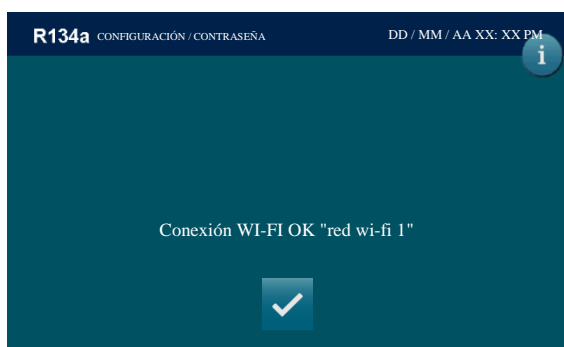 R134a CONFIGURACIÓN / CONTRASEÑA DD / MM / AA XX: XX PM
i
Conexión WI-FI OK "red wi-fi 1"